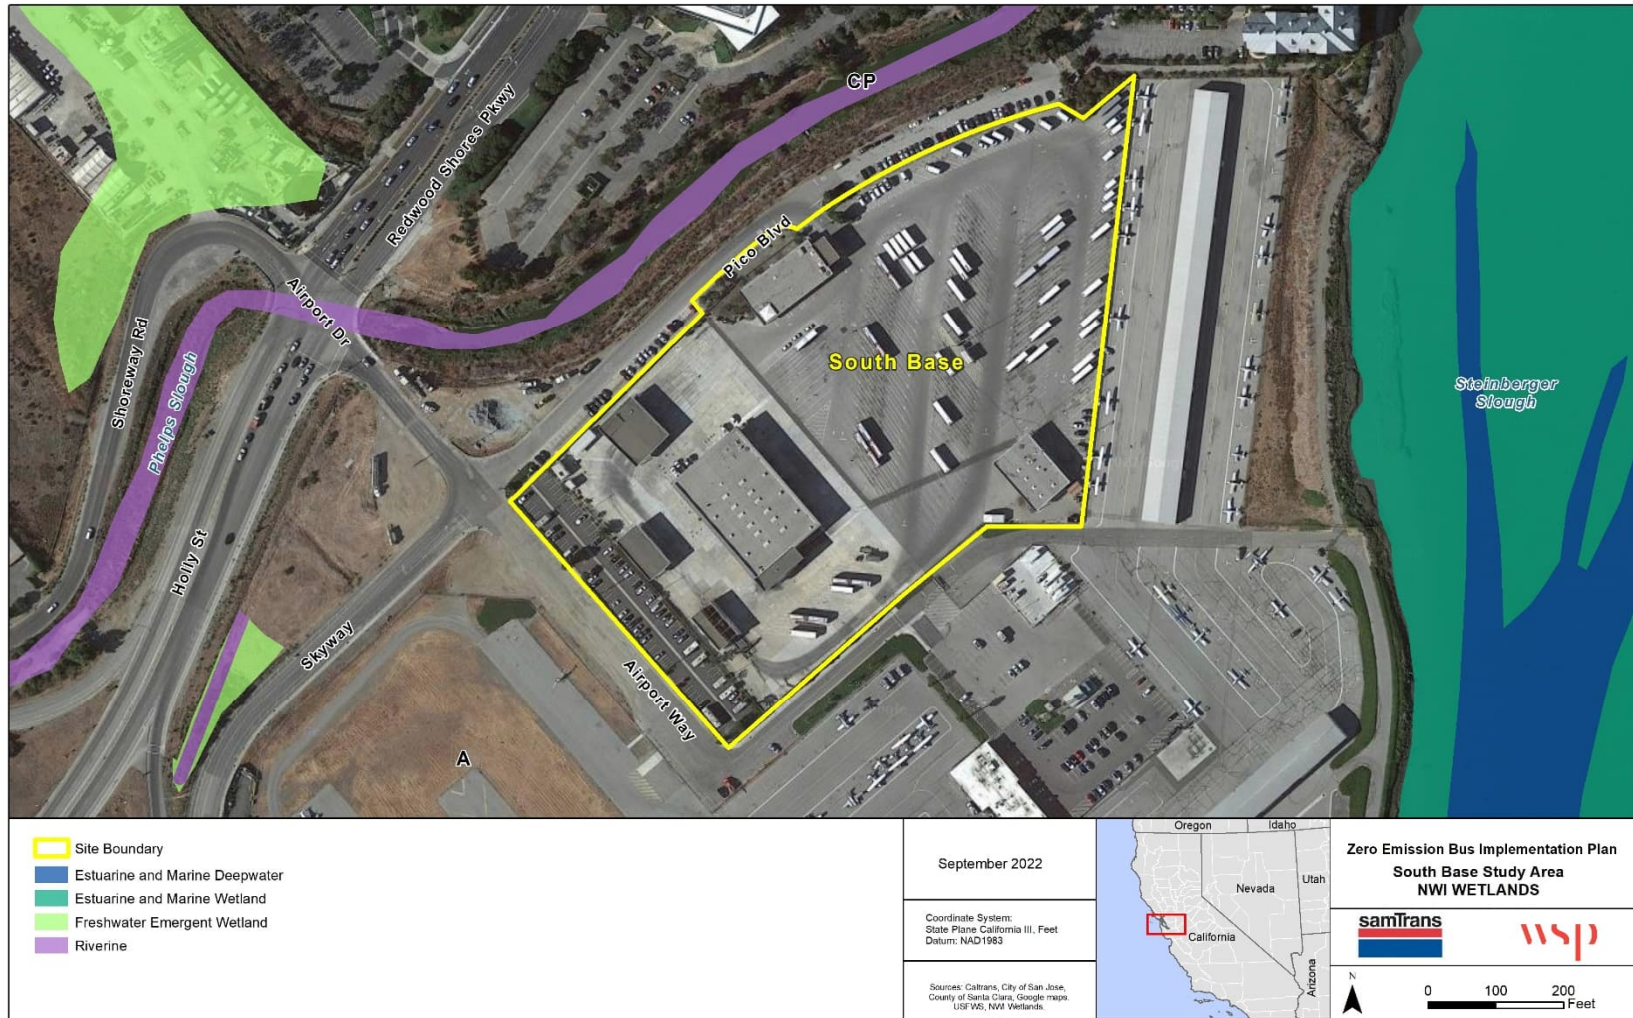 CP
Redwood Shores Pkwy
Pico Blvd
Airport Dr
Shoreway Rd
Phelps Slough
South Base
Steinberger
Slough
Holly St
Skyway
Airport Way
A
Site Boundary
Estuarine and Marine Deepwater
Estuarine and Marine Wetland
Freshwater Emergent Wetland
Riverine
September 2022
Coordinate System:
State Plane California III, Feet
Datum: NAD1983
Sources: Caltrans, City of San Jose,
County of Santa Clara, Google maps.
USFWS, NWI Wetlands.
Oregon
Idaho
Nevada
Utah
California
Arizona
Zero Emission Bus Implementation Plan
South Base Study Area
NWI WETLANDS
samTrans
wsp
N
0 100 200
Feet